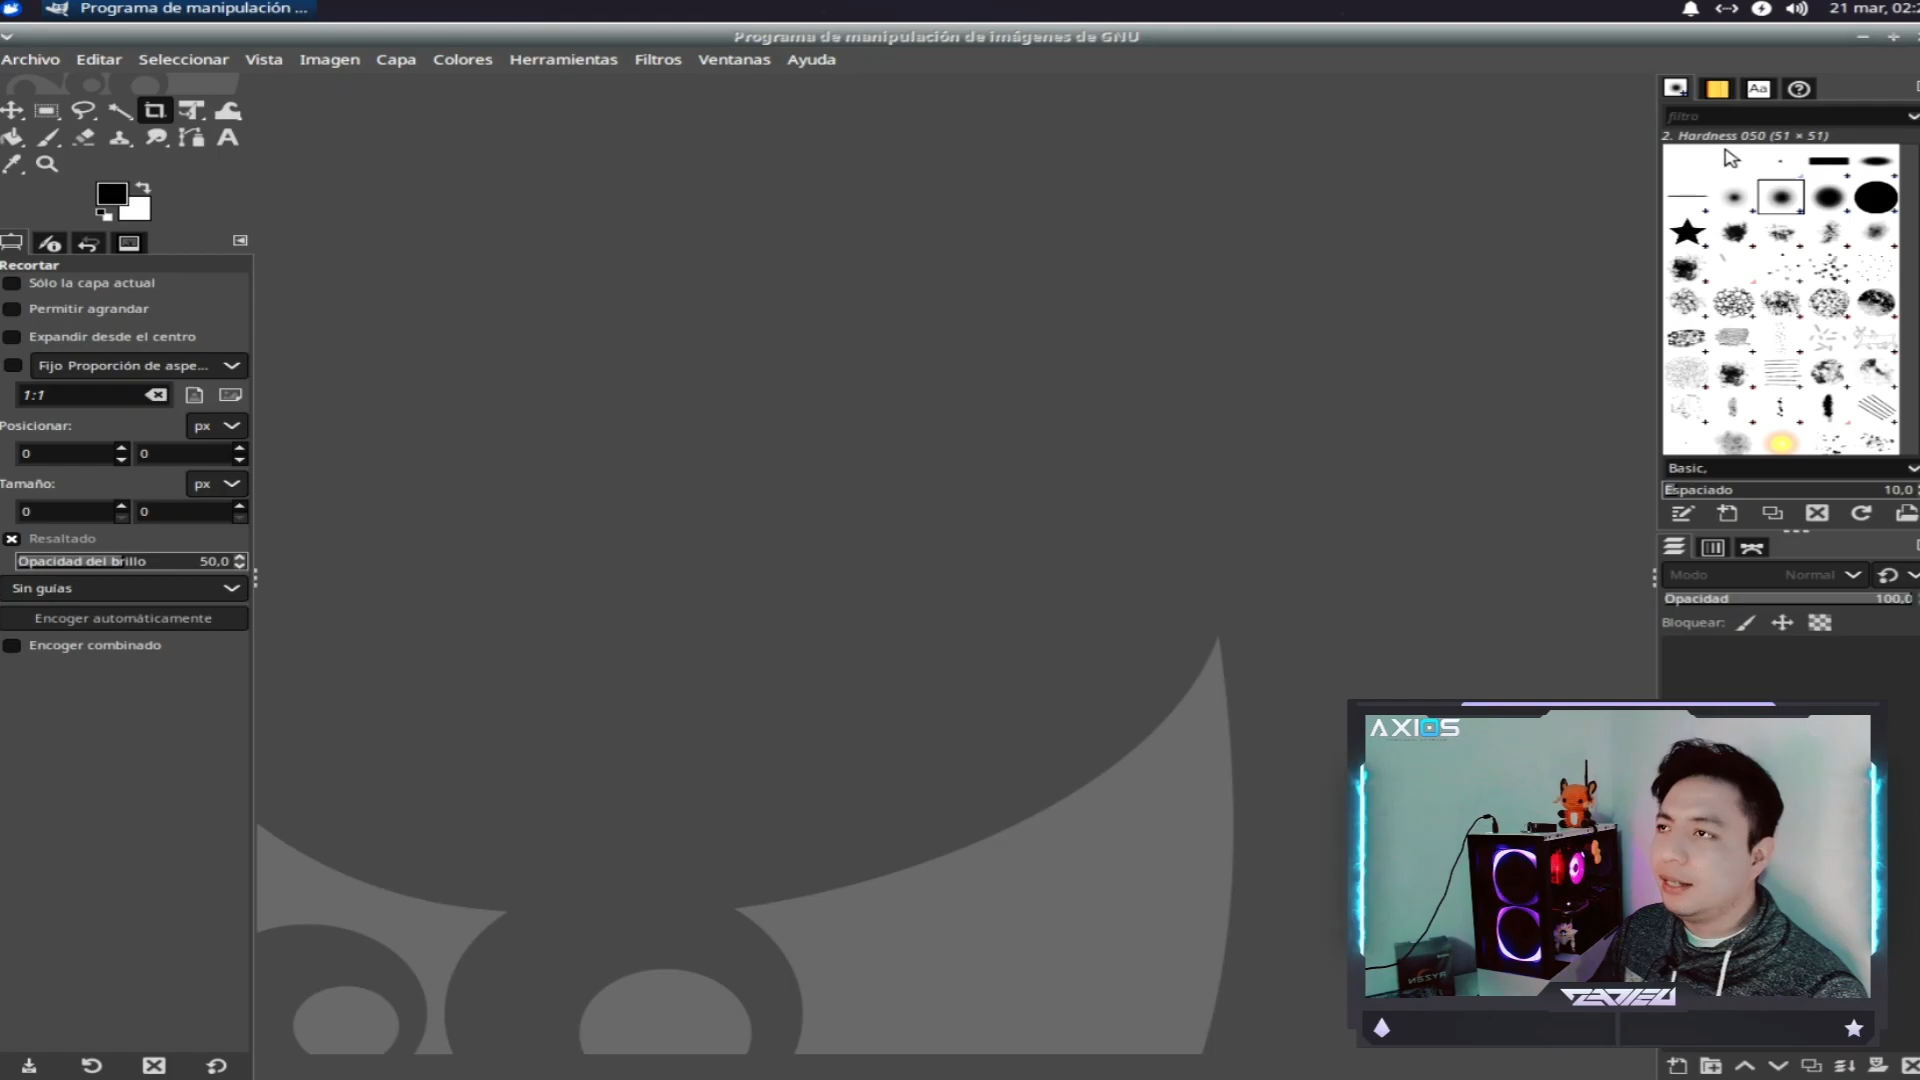 Programa de manipulación ...
21 mar, 02:2
Programa de manipulación de imágenes de GNU
Archivo Editar Seleccionar Vista Imagen Capa Colores Herramientas Filtros Ventanas Ayuda
Aa
filtro
2. Hardness 050 (51 × 51)
Recortar
Sólo la capa actual
Permitir agrandar
Expandir desde el centro
Fijo Proporción de aspe...
1:1
Posicionar:
px
0 0
Tamaño:
px
0 0
Resaltado
Opacidad del brillo 50,0
Sin guías
Encoger automáticamente
Encoger combinado
Basic,
Espaciado 10,0
Modo Normal
Opacidad 100,0
Bloquear:
AXIOS
RYZEN